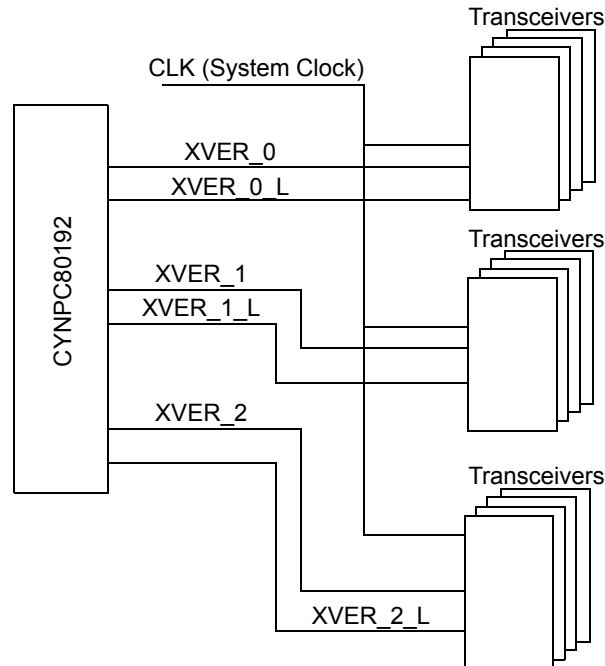 Transceivers
CLK (System Clock)
XVER_0
XVER_0_L
CYNPC80192
Transceivers
XVER_1
XVER_1_L
XVER_2
Transceivers
XVER_2_L